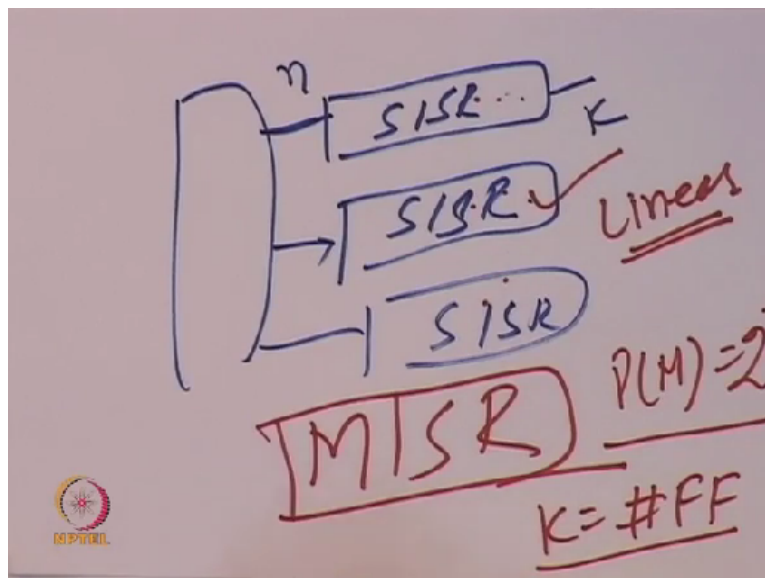 n
SISR...
K
SISR
Linear
SISR
MISR
P(M)=2
K=#FF
NPTEL